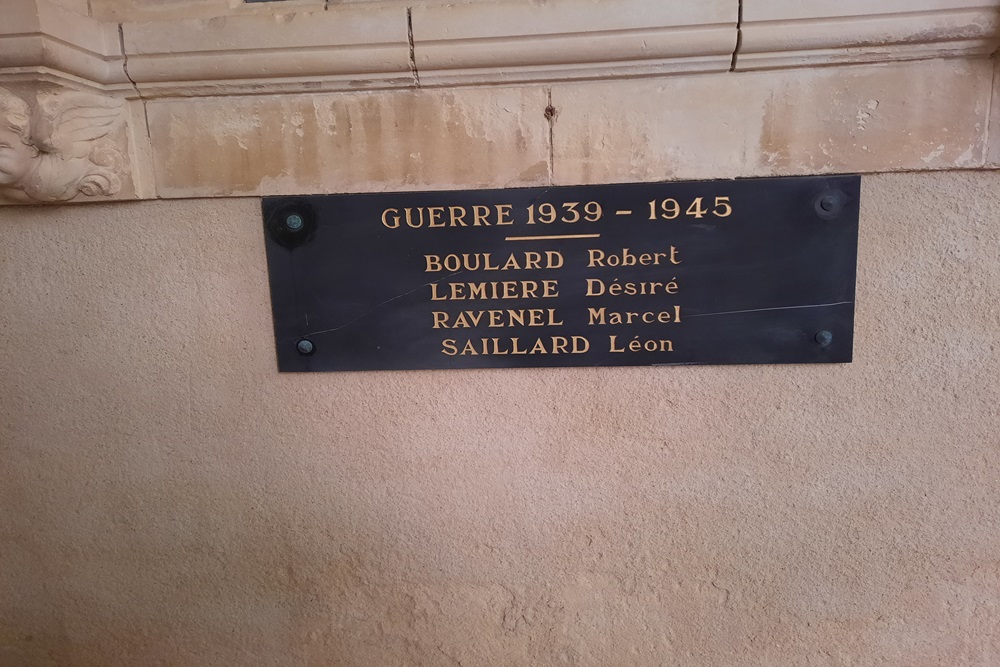 GUERRE 1939 - 1945
BOULARD Robert
LEMIERE Désiré
RAVENEL Marcel
SAILLARD Léon